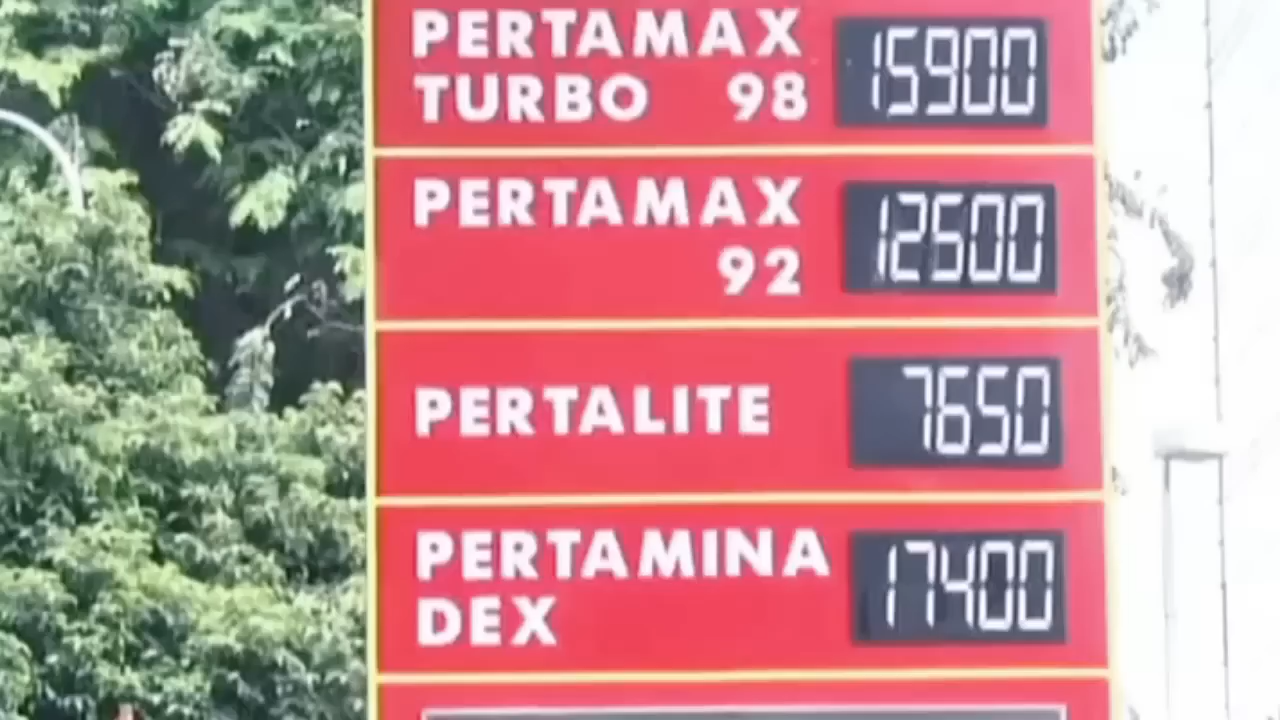 PERTAMAX
TURBO 98
15900
PERTAMAX
92
12500
PERTALITE
7650
PERTAMINA
DEX
17400